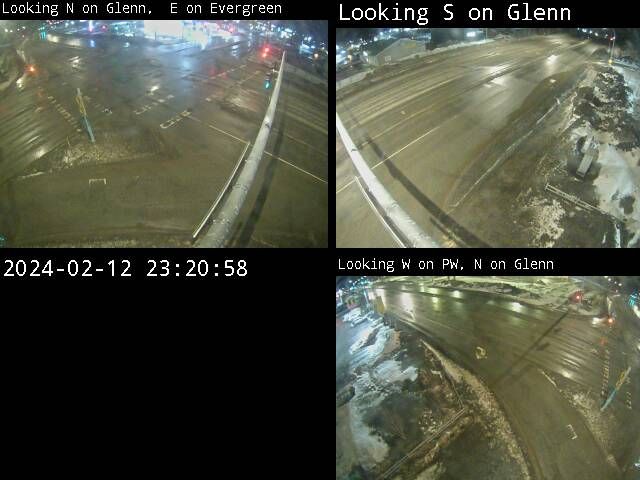 Looking N on Glenn,  E on Evergreen
Looking S on Glenn
2024-02-12 23:20:58
Looking W on PW, N on Glenn